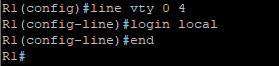 R1(config)#line vty 0 4
R1(config-line)#login local
R1(config-line)#end
R1#